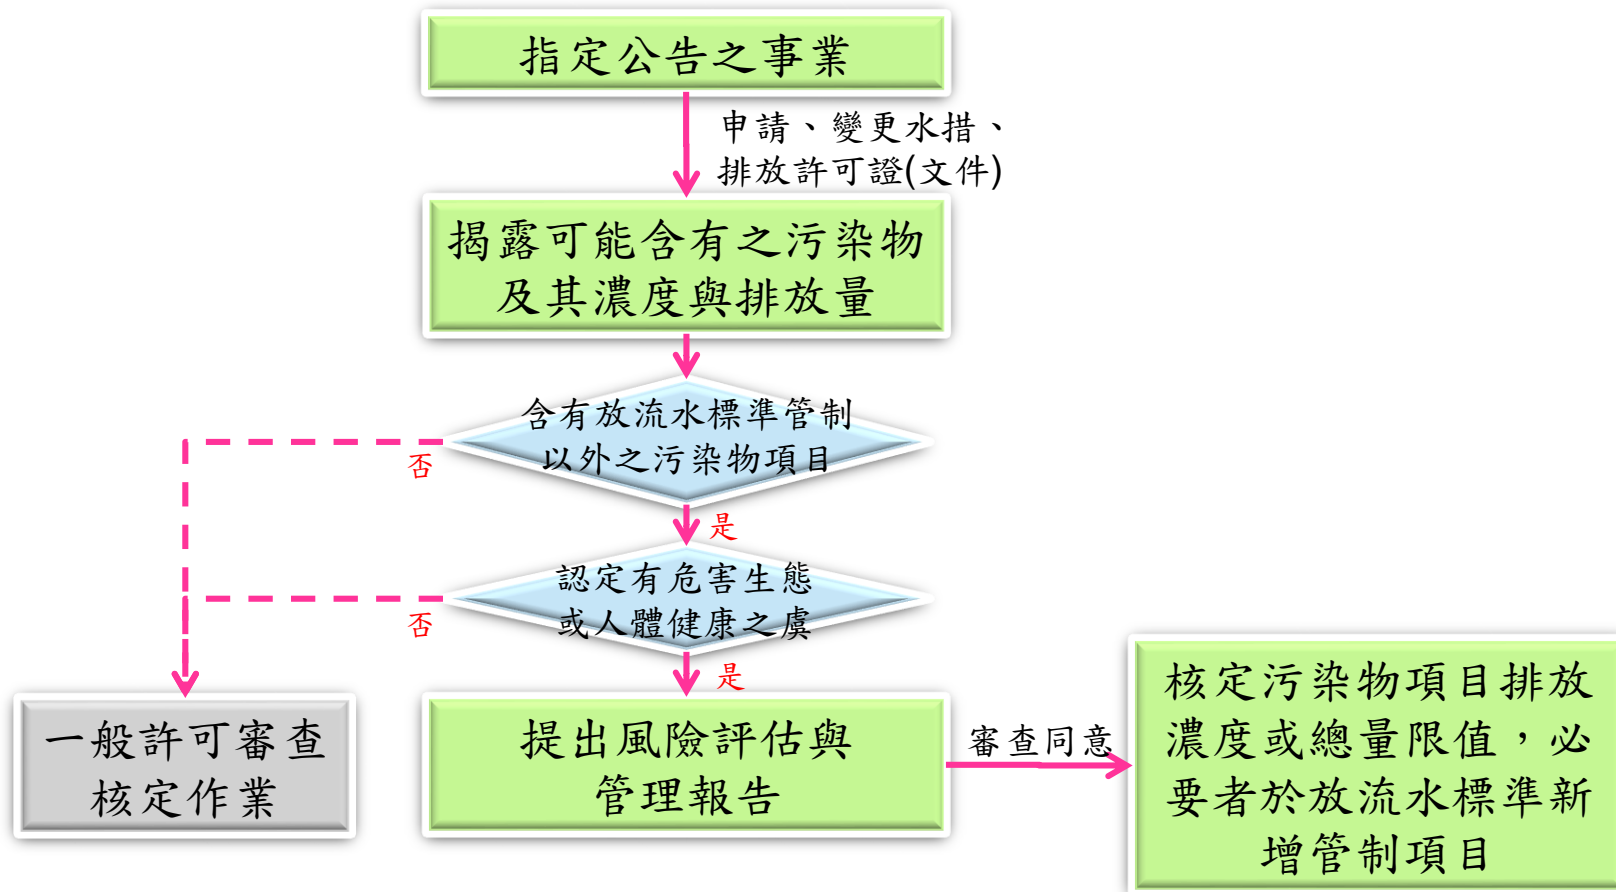 指定公告之事業
申請、變更水措、
排放許可證(文件)
揭露可能含有之污染物
及其濃度與排放量
含有放流水標準管制
以外之污染物項目
否
是
認定有危害生態
或人體健康之虞
否
是
一般許可審查
核定作業
提出風險評估與
管理報告
審查同意
核定污染物項目排放
濃度或總量限值，必
要者於放流水標準新
增管制項目